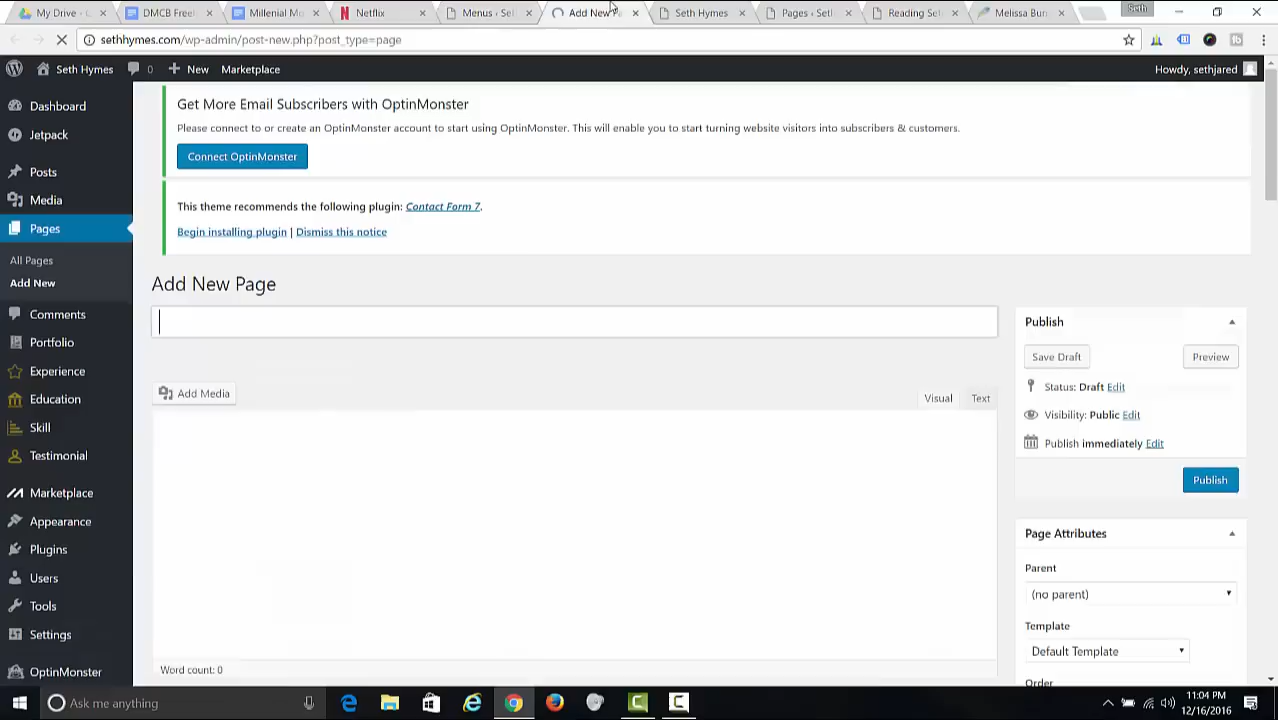 My Drive -
DMCB Free
Millenial Mo
Netflix
Menus ‹ Se
Add New P
Seth Hymes
Pages ‹ Set
Reading Se
Melissa Bun
Seth
sethhymes.com/wp-admin/post-new.php?post_type=page
Seth Hymes
0
New
Marketplace
Howdy, sethjared
Dashboard
Jetpack
Posts
Media
Pages
All Pages
Add New
Comments
Portfolio
Experience
Education
Skill
Testimonial
Marketplace
Appearance
Plugins
Users
Tools
Settings
OptinMonster
Get More Email Subscribers with OptinMonster
Please connect to or create an OptinMonster account to start using OptinMonster. This will enable you to start turning website visitors into subscribers & customers.
Connect OptinMonster
This theme recommends the following plugin: Contact Form 7.
Begin installing plugin | Dismiss this notice
Add New Page
Add Media
Visual
Text
Word count: 0
Publish
Save Draft
Preview
Status: Draft Edit
Visibility: Public Edit
Publish immediately Edit
Publish
Page Attributes
Parent
(no parent)
Template
Default Template
Order
Ask me anything
11:04 PM
12/16/2016